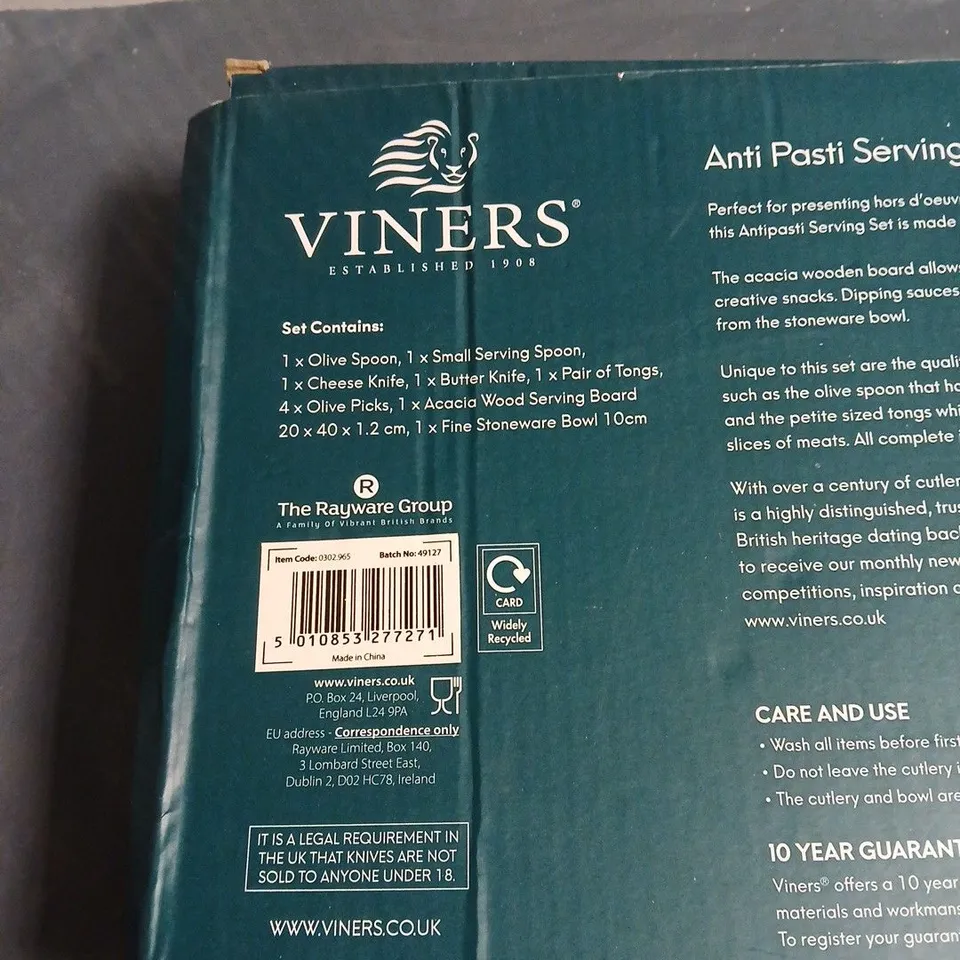 VINERS®
ESTABLISHED 1908
Set Contains:
1 x Olive Spoon, 1 x Small Serving Spoon,
1 x Cheese Knife, 1 x Butter Knife, 1 x Pair of Tongs,
4 x Olive Picks, 1 x Acacia Wood Serving Board
20 x 40 x 1.2 cm, 1 x Fine Stoneware Bowl 10cm
R
The Rayware Group
A Family Of Vibrant British Brands
Item Code: 0302.965 Batch No: 49127
5 010853 277271
Made in China
CARD
Widely
Recycled
www.viners.co.uk
P.O. Box 24, Liverpool,
England L24 9PA
EU address - Correspondence only
Rayware Limited, Box 140,
3 Lombard Street East,
Dublin 2, D02 HC78, Ireland
IT IS A LEGAL REQUIREMENT IN
THE UK THAT KNIVES ARE NOT
SOLD TO ANYONE UNDER 18.
WWW.VINERS.CO.UK
Anti Pasti Serving
Perfect for presenting hors d'oeuv
this Antipasti Serving Set is made
The acacia wooden board allow
creative snacks. Dipping sauces
from the stoneware bowl.
Unique to this set are the quali
such as the olive spoon that ha
and the petite sized tongs whi
slices of meats. All complete i
With over a century of cutler
is a highly distinguished, trus
British heritage dating bac
to receive our monthly new
competitions, inspiration
www.viners.co.uk
CARE AND USE
• Wash all items before first
• Do not leave the cutlery i
• The cutlery and bowl are
10 YEAR GUARANT
Viners® offers a 10 year
materials and workmans
To register your guaran